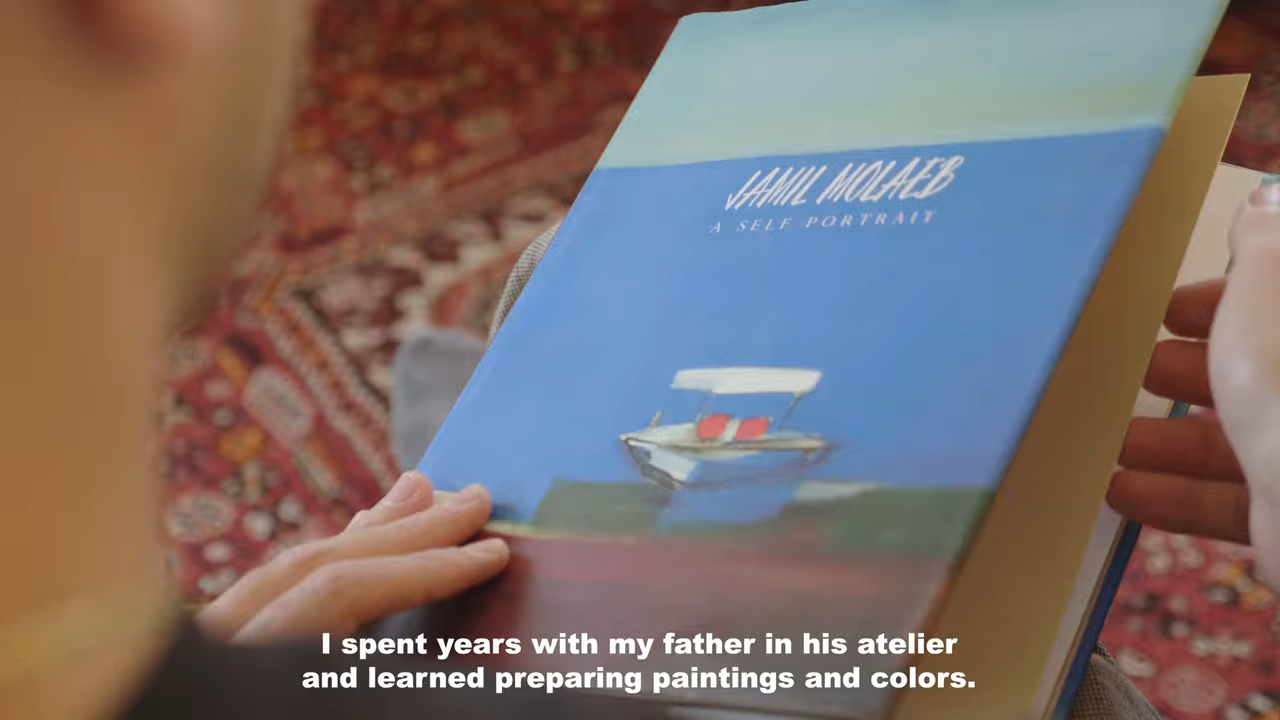 JAMIL MOLAEB
A SELF PORTRAIT
I spent years with my father in his atelier
and learned preparing paintings and colors.